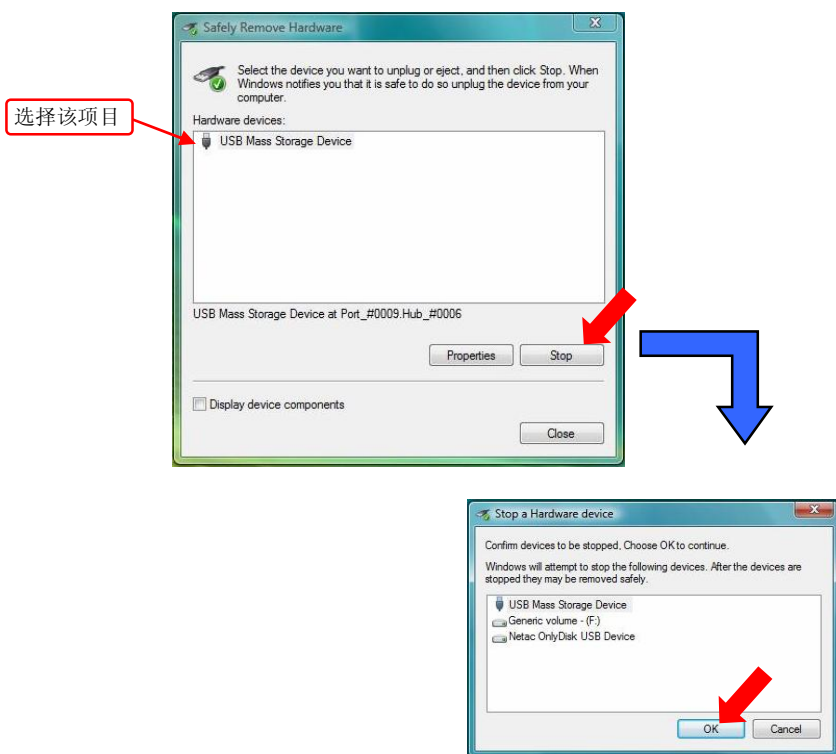 Safely Remove Hardware
Select the device you want to unplug or eject, and then click Stop. When
Windows notifies you that it is safe to do so unplug the device from your
computer.
选择该项目
Hardware devices:
USB Mass Storage Device
USB Mass Storage Device at Port_#0009.Hub_#0006
Properties
Stop
Display device components
Close
Stop a Hardware device
Confirm devices to be stopped, Choose OK to continue.
Windows will attempt to stop the following devices. After the devices are
stopped they may be removed safely.
USB Mass Storage Device
Generic volume - (F:)
Netac OnlyDisk USB Device
OK
Cancel